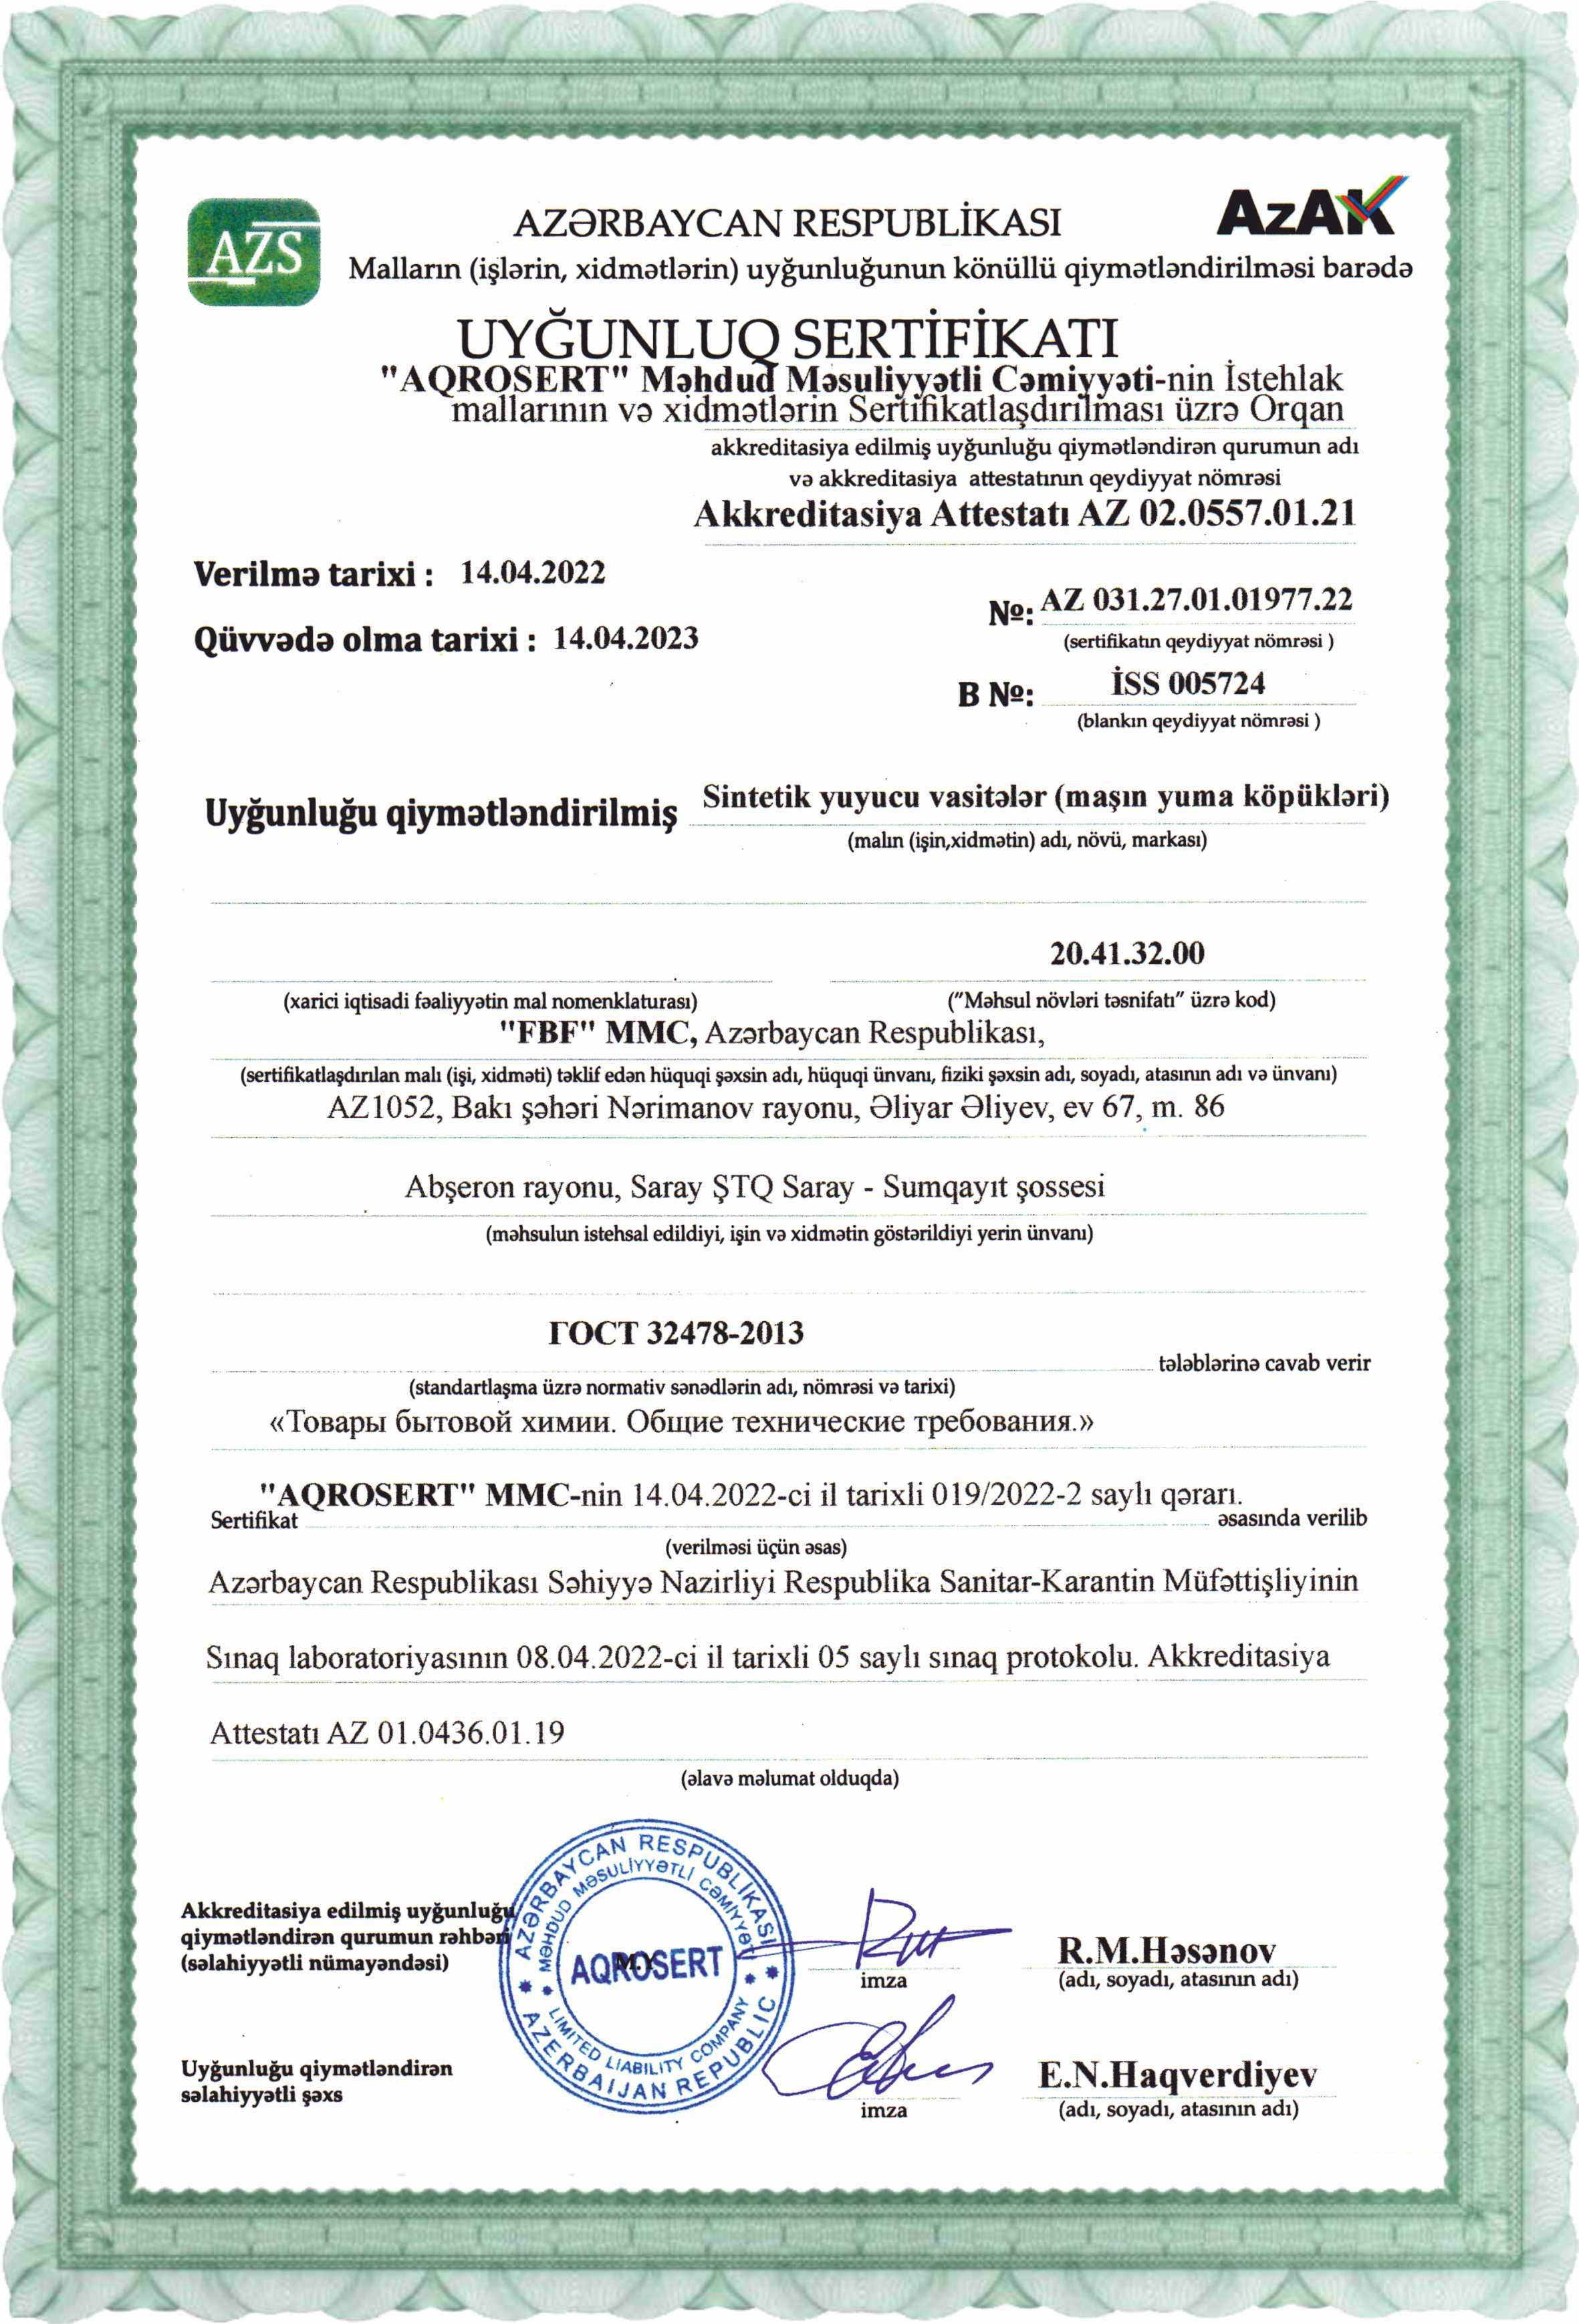 AZS
AzAK
AZƏRBAYCAN RESPUBLİKASI
Malların (işlərin, xidmətlərin) uyğunluğunun könüllü qiymətləndirilməsi barədə
UYĞUNLUQ SERTİFİKATI
"AQROSERT" Məhdud Məsuliyyətli Cəmiyyəti-nin İstehlak
mallarının və xidmətlərin Sertifikatlaşdırılması üzrə Orqan
akkreditasiya edilmiş uyğunluğu qiymətləndirən qurumun adı
və akkreditasiya attestatının qeydiyyat nömrəsi
Akkreditasiya Attestatı AZ 02.0557.01.21
Verilmə tarixi : 14.04.2022
Qüvvədə olma tarixi : 14.04.2023
№: AZ 031.27.01.01977.22
(sertifikatın qeydiyyat nömrəsi )
B №: İSS 005724
(blankın qeydiyyat nömrəsi )
Uyğunluğu qiymətləndirilmiş Sintetik yuyucu vasitələr (maşın yuma köpükləri)
(malın (işin,xidmətin) adı, növü, markası)
20.41.32.00
(xarici iqtisadi fəaliyyətin mal nomenklaturası) ("Məhsul növləri təsnifatı" üzrə kod)
"FBF" MMC, Azərbaycan Respublikası,
(sertifikatlaşdırılan malı (işi, xidməti) təklif edən hüquqi şəxsin adı, hüquqi ünvanı, fiziki şəxsin adı, soyadı, atasının adı və ünvanı)
AZ1052, Bakı şəhəri Nərimanov rayonu, Əliyar Əliyev, ev 67, m. 86
Abşeron rayonu, Saray ŞTQ Saray - Sumqayıt şossesi
(məhsulun istehsal edildiyi, işin və xidmətin göstərildiyi yerin ünvanı)
ГОСТ 32478-2013
tələblərinə cavab verir
(standartlaşma üzrə normativ sənədlərin adı, nömrəsi və tarixi)
«Товары бытовой химии. Общие технические требования.»
"AQROSERT" MMC-nin 14.04.2022-ci il tarixli 019/2022-2 saylı qərarı.
Sertifikat əsasında verilib
(verilməsi üçün əsas)
Azərbaycan Respublikası Səhiyyə Nazirliyi Respublika Sanitar-Karantin Müfəttişliyinin
Sınaq laboratoriyasının 08.04.2022-ci il tarixli 05 saylı sınaq protokolu. Akkreditasiya
Attestatı AZ 01.0436.01.19
(əlavə məlumat olduqda)
Akkreditasiya edilmiş uyğunluğu
qiymətləndirən qurumun rəhbəri
(səlahiyyətli nümayəndəsi)
AZƏRBAYCAN RESPUBLİKASI
MƏHDUD MƏSULİYYƏTLİ CƏMİYYƏTİ
AQROSERT
M.Y
LIMITED LIABILITY COMPANY
AZERBAIJAN REPUBLIC
imza
R.M.Həsənov
(adı, soyadı, atasının adı)
Uyğunluğu qiymətləndirən
səlahiyyətli şəxs
imza
E.N.Haqverdiyev
(adı, soyadı, atasının adı)